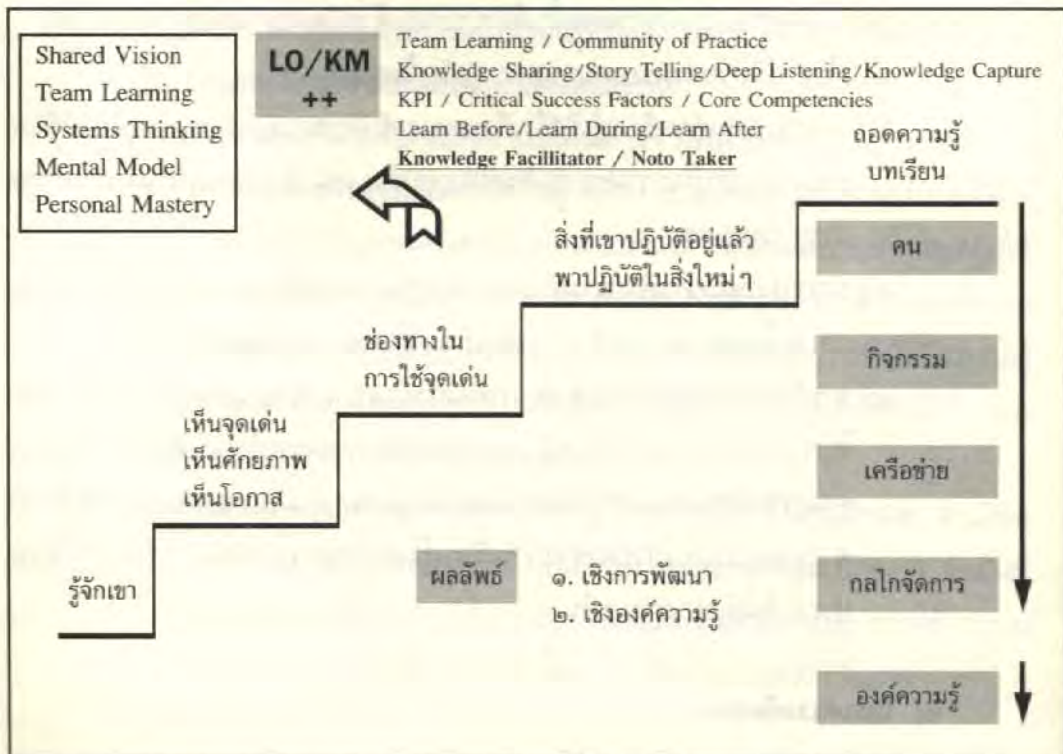 Shared Vision
Team Learning
Systems Thinking
Mental Model
Personal Mastery
LO/KM
++
Team Learning / Community of Practice
Knowledge Sharing/Story Telling/Deep Listening/Knowledge Capture
KPI / Critical Success Factors / Core Competencies
Learn Before/Learn During/Learn After
Knowledge Facillitator / Noto Taker
ถอดความรู้
บทเรียน
สิ่งที่เขาปฏิบัติอยู่แล้ว
พาปฏิบัติในสิ่งใหม่ๆ
ช่องทางใน
การใช้จุดเด่น
เห็นจุดเด่น
เห็นศักยภาพ
เห็นโอกาส
รู้จักเขา
ผลลัพธ์
๑. เชิงการพัฒนา
๒. เชิงองค์ความรู้
คน
กิจกรรม
เครือข่าย
กลไกจัดการ
องค์ความรู้